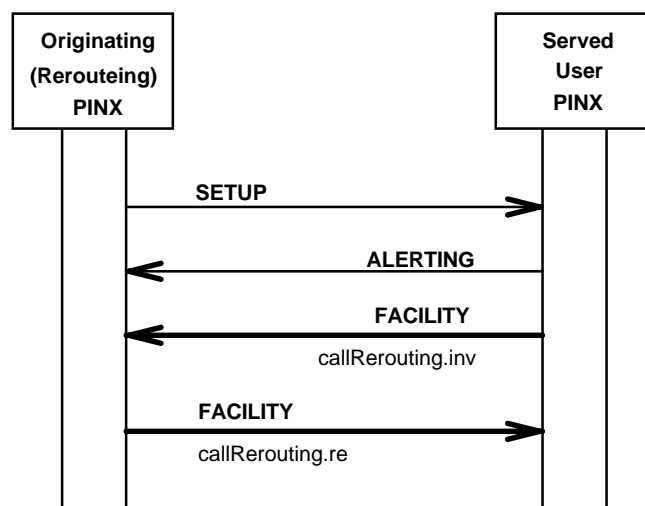 Originating
(Rerouteing)
PINX
Served
User
PINX
SETUP
ALERTING
FACILITY
callRerouting.inv
FACILITY
callRerouting.re